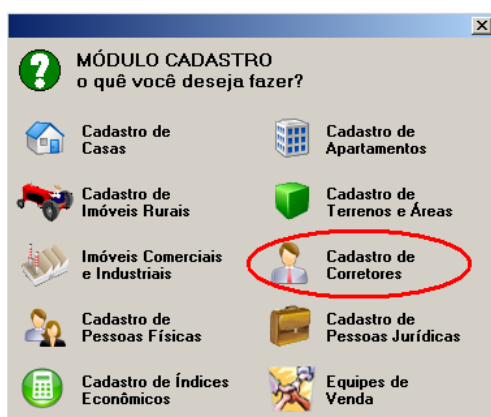 MÓDULO CADASTRO
o quê você deseja fazer?
Cadastro de
Casas
Cadastro de
Apartamentos
Cadastro de
Imóveis Rurais
Cadastro de
Terrenos e Áreas
Imóveis Comerciais
e Industriais
Cadastro de
Corretores
Cadastro de
Pessoas Físicas
Cadastro de
Pessoas Jurídicas
Cadastro de Índices
Econômicos
Equipes de
Venda